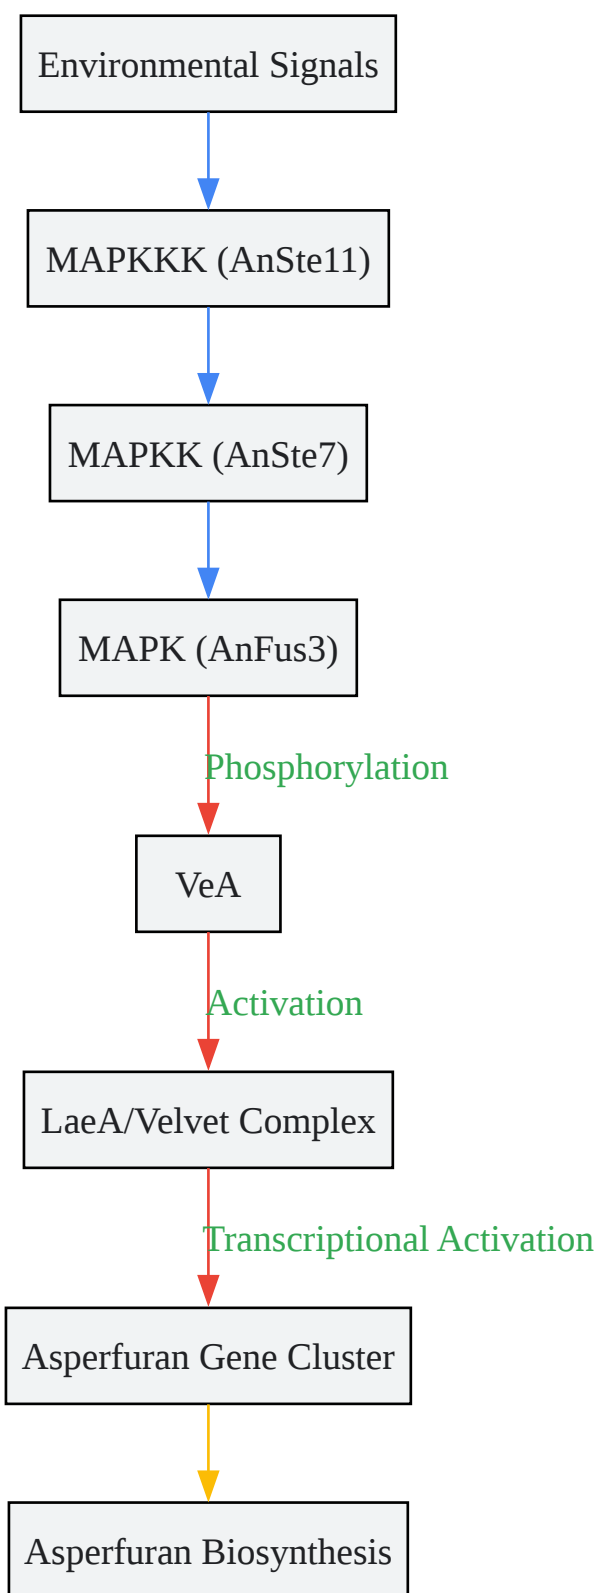 Environmental Signals
MAPKKK (AnSte11)
MAPKK (AnSte7)
MAPK (AnFus3)
Phosphorylation
VeA
Activation
LaeA/Velvet Complex
Transcriptional Activation
Asperfuran Gene Cluster
Asperfuran Biosynthesis